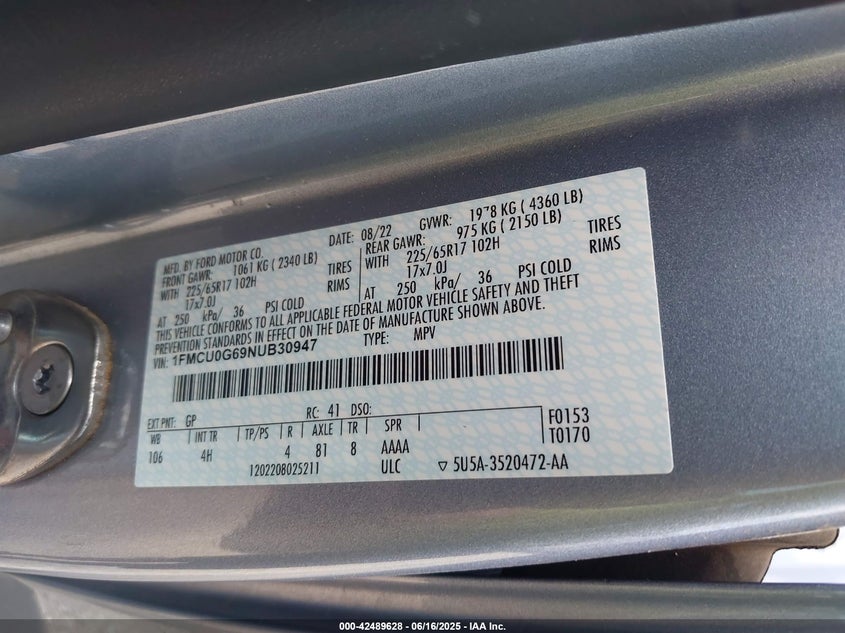 MFD. BY FORD MOTOR CO.
DATE: 08/22 GVWR: 1978 KG ( 4360 LB)
FRONT GAWR: 1061 KG ( 2340 LB) REAR GAWR: 975 KG ( 2150 LB)
WITH 225/65R17 102H TIRES WITH 225/65R17 102H TIRES
17x7.0J RIMS 17x7.0J RIMS
AT 250 kPa/ 36 PSI COLD AT 250 kPa/ 36 PSI COLD
THIS VEHICLE CONFORMS TO ALL APPLICABLE FEDERAL MOTOR VEHICLE SAFETY AND THEFT
PREVENTION STANDARDS IN EFFECT ON THE DATE OF MANUFACTURE SHOWN ABOVE.
VIN: 1FMCU0G69NUB30947 TYPE: MPV
EXT PNT: GP RC: 41 DSO: F0153
WB INT TR TP/PS R AXLE TR SPR T0170
106 4H 4 81 8 AAAA
1202208025211 ULC ▽ 5U5A-3520472-AA
000-42489628 - 06/16/2025 - IAA Inc.